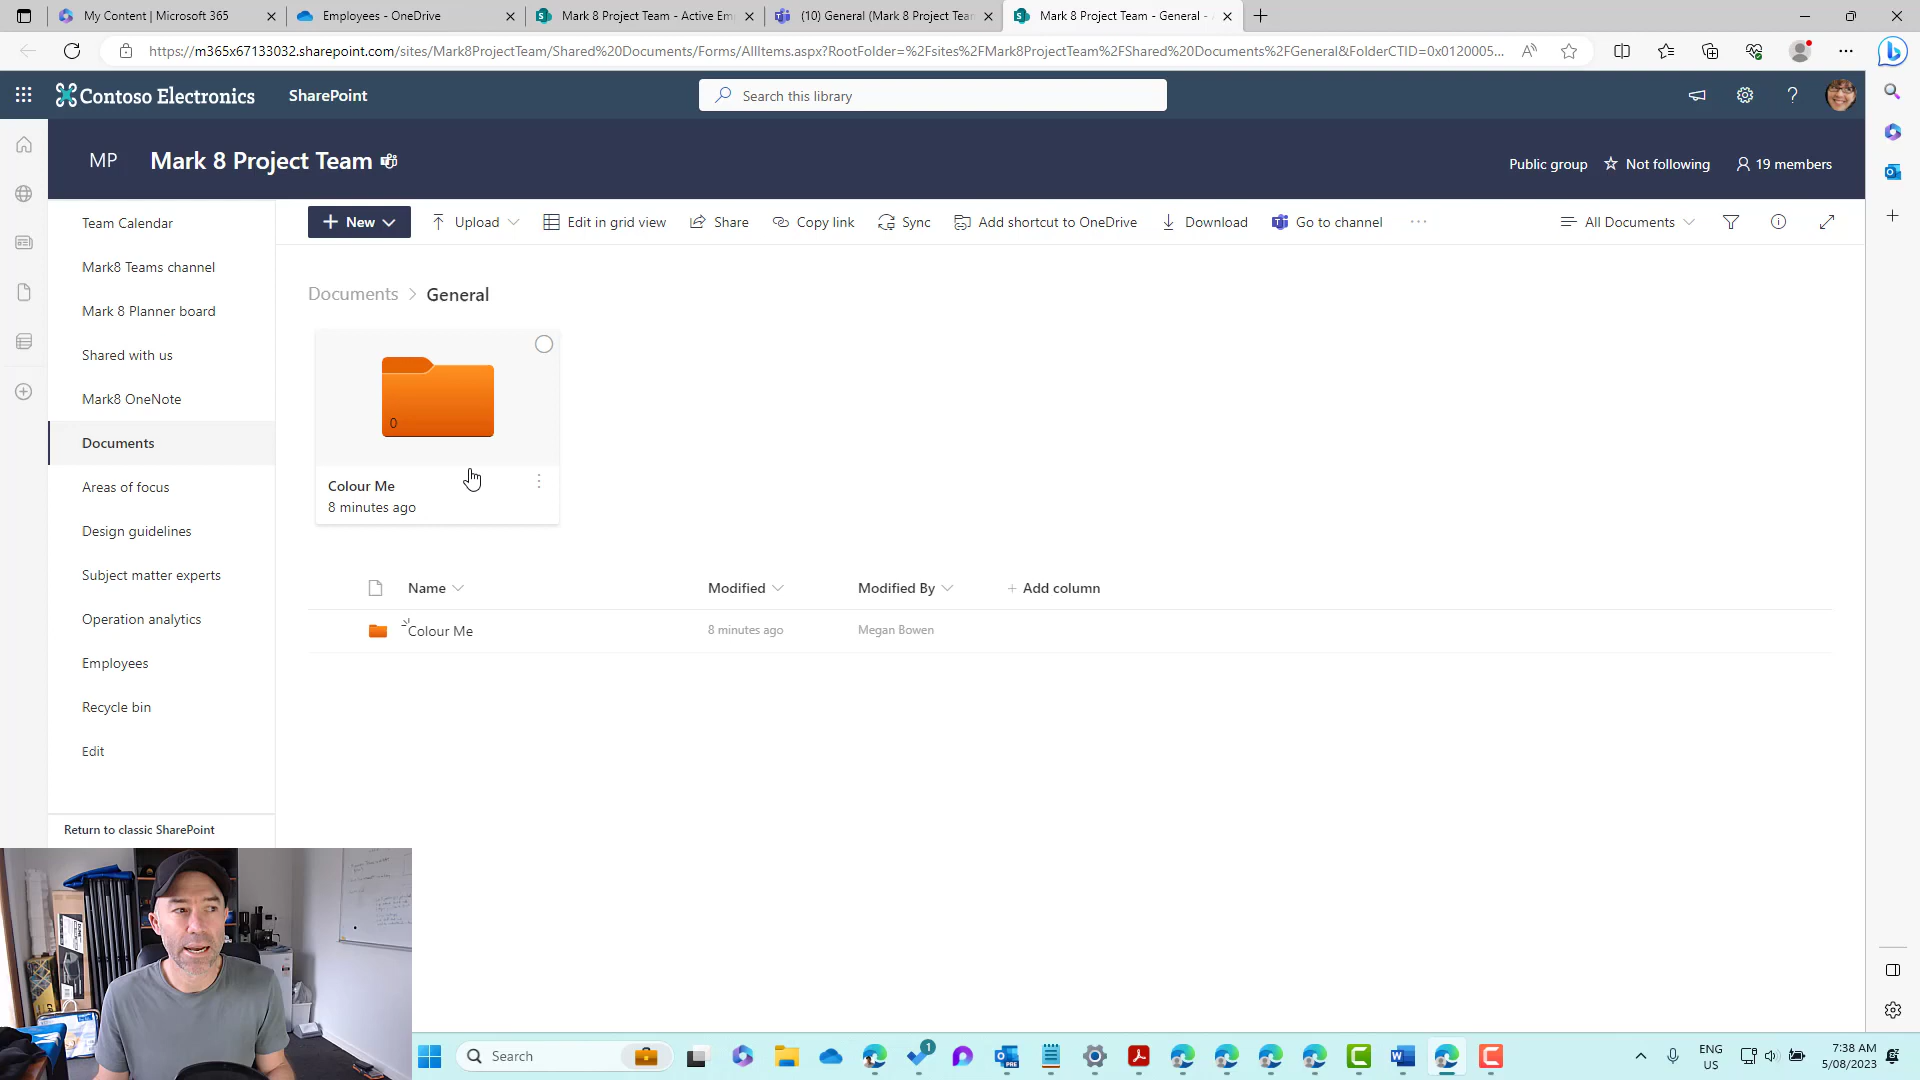 My Content | Microsoft 365
Employees - OneDrive
Mark 8 Project Team - Active Em
(10) General (Mark 8 Project Tean
Mark 8 Project Team - General -
https://m365x67133032.sharepoint.com/sites/Mark8ProjectTeam/Shared%20Documents/Forms/AllItems.aspx?RootFolder=%2Fsites%2FMark8ProjectTeam%2FShared%20Documents%2FGeneral&FolderCTID=0x0120005...
Contoso Electronics
SharePoint
Search this library
MP
Mark 8 Project Team
Public group
Not following
19 members
New
Upload
Edit in grid view
Share
Copy link
Sync
Add shortcut to OneDrive
Download
Go to channel
All Documents
Team Calendar
Mark8 Teams channel
Mark 8 Planner board
Shared with us
Mark8 OneNote
Documents
Areas of focus
Design guidelines
Subject matter experts
Operation analytics
Employees
Recycle bin
Edit
Return to classic SharePoint
Documents > General
0
Colour Me
8 minutes ago
Name
Modified
Modified By
+ Add column
Colour Me
8 minutes ago
Megan Bowen
Search
1
ENG
US
7:38 AM
5/08/2023